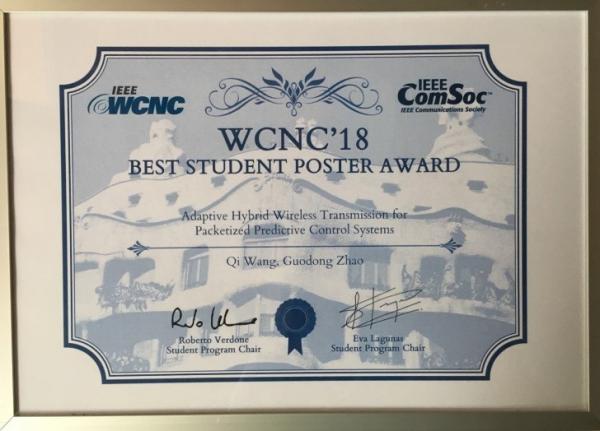 IEEE
WCNC
IEEE
ComSoc™
IEEE Communications Society
WCNC'18
BEST STUDENT POSTER AWARD
Adaptive Hybrid Wireless Transmission for
Packetized Predictive Control Systems
Qi Wang, Guodong Zhao
Roberto Verdone
Student Program Chair
Eva Lagunas
Student Program Chair